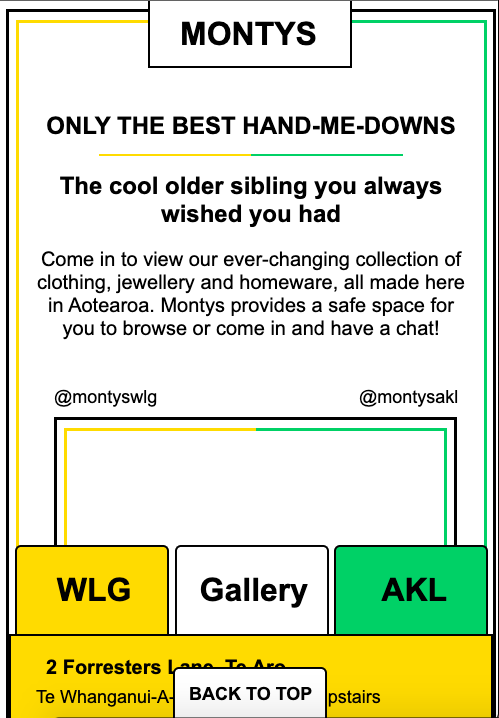 MONTYS
ONLY THE BEST HAND-ME-DOWNS
The cool older sibling you always
wished you had
Come in to view our ever-changing collection of
clothing, jewellery and homeware, all made here
in Aotearoa. Montys provides a safe space for
you to browse or come in and have a chat!
@montyswlg @montysakl
WLG Gallery AKL
2 Forresters Lane, Te Aro
Te Whanganui-A- pstairs
BACK TO TOP